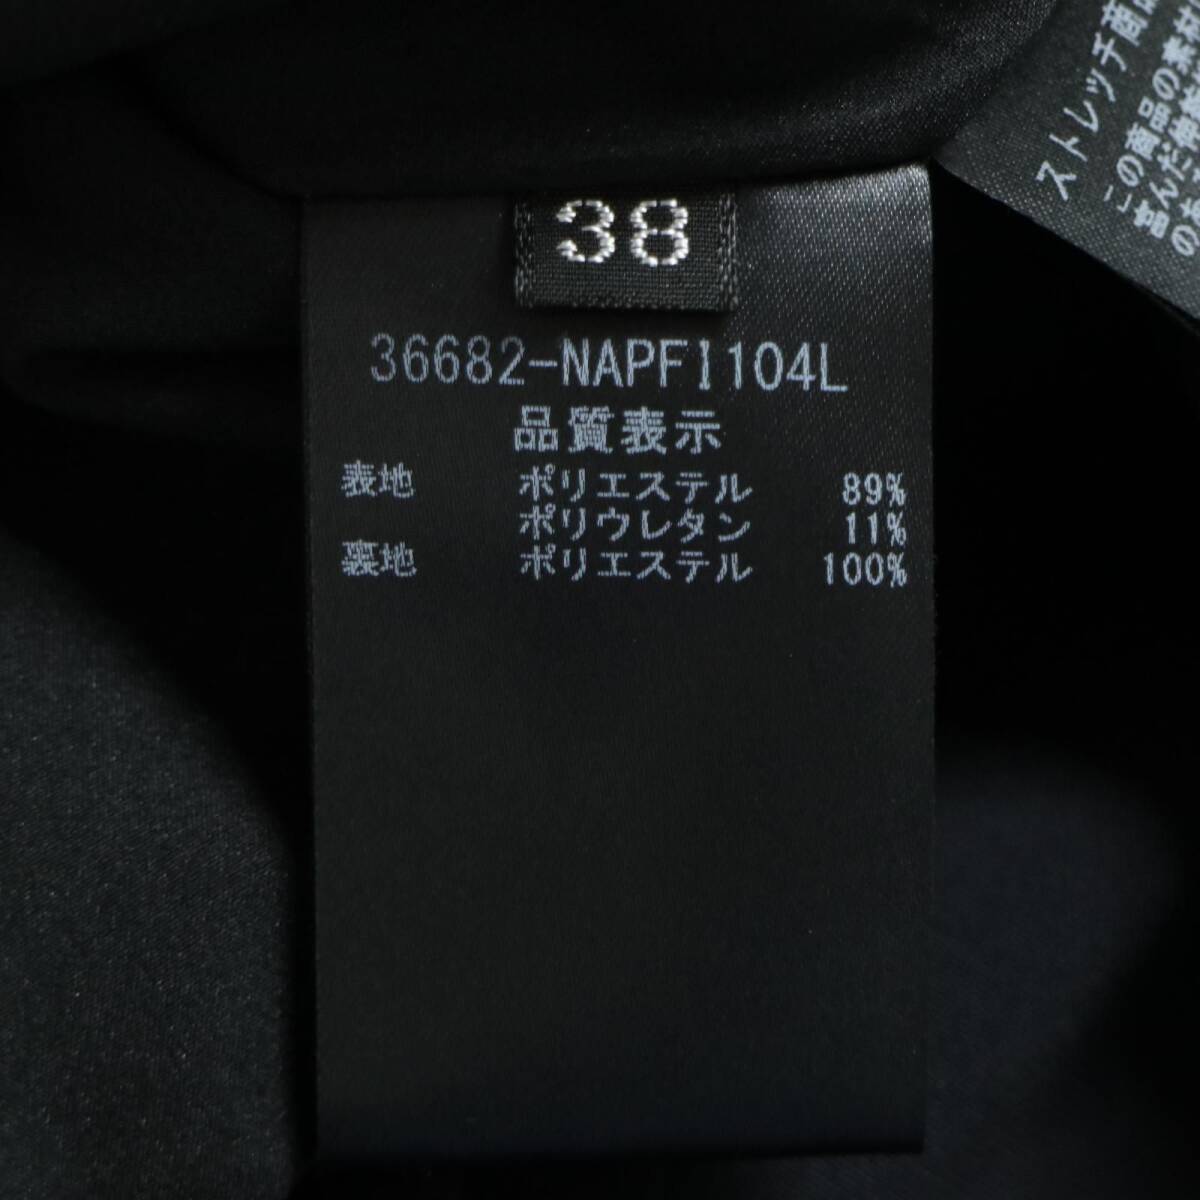 38
36682-NAPFI104L
品質表示
表地 ポリエステル 89%
ポリウレタン 11%
裏地 ポリエステル 100%
ストレッチ商品
この商品の素材